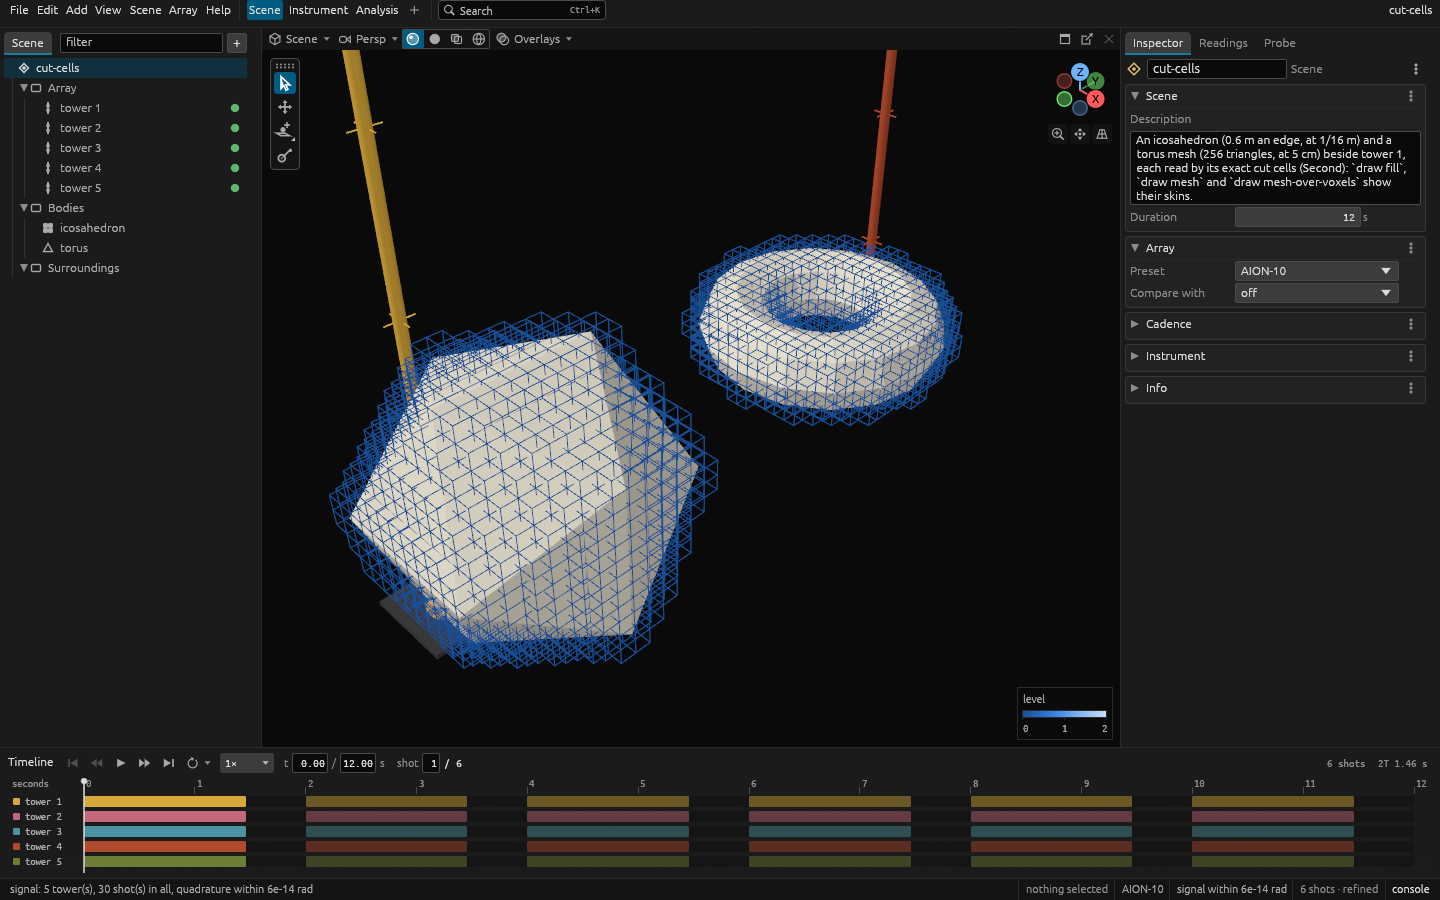 File Edit Add View Scene Array Help Scene Instrument Analysis + Search Ctrl+K cut-cells
Scene filter +
cut-cells
Array
tower 1
tower 2
tower 3
tower 4
tower 5
Bodies
icosahedron
torus
Surroundings
Scene Persp Overlays
Z
Y
X
level
0 1 2
Inspector Readings Probe
cut-cells Scene
Scene
Description
An icosahedron (0.6 m an edge, at 1/16 m) and a
torus mesh (256 triangles, at 5 cm) beside tower 1,
each read by its exact cut cells (Second): `draw fill`,
`draw mesh` and `draw mesh-over-voxels` show
their skins.
Duration 12 s
Array
Preset AION-10
Compare with off
Cadence
Instrument
Info
Timeline 1× t 0.00 / 12.00 s shot 1 / 6 6 shots 2T 1.46 s
seconds 0 1 2 3 4 5 6 7 8 9 10 11 12
tower 1
tower 2
tower 3
tower 4
tower 5
signal: 5 tower(s), 30 shot(s) in all, quadrature within 6e-14 rad nothing selected AION-10 signal within 6e-14 rad 6 shots · refined console